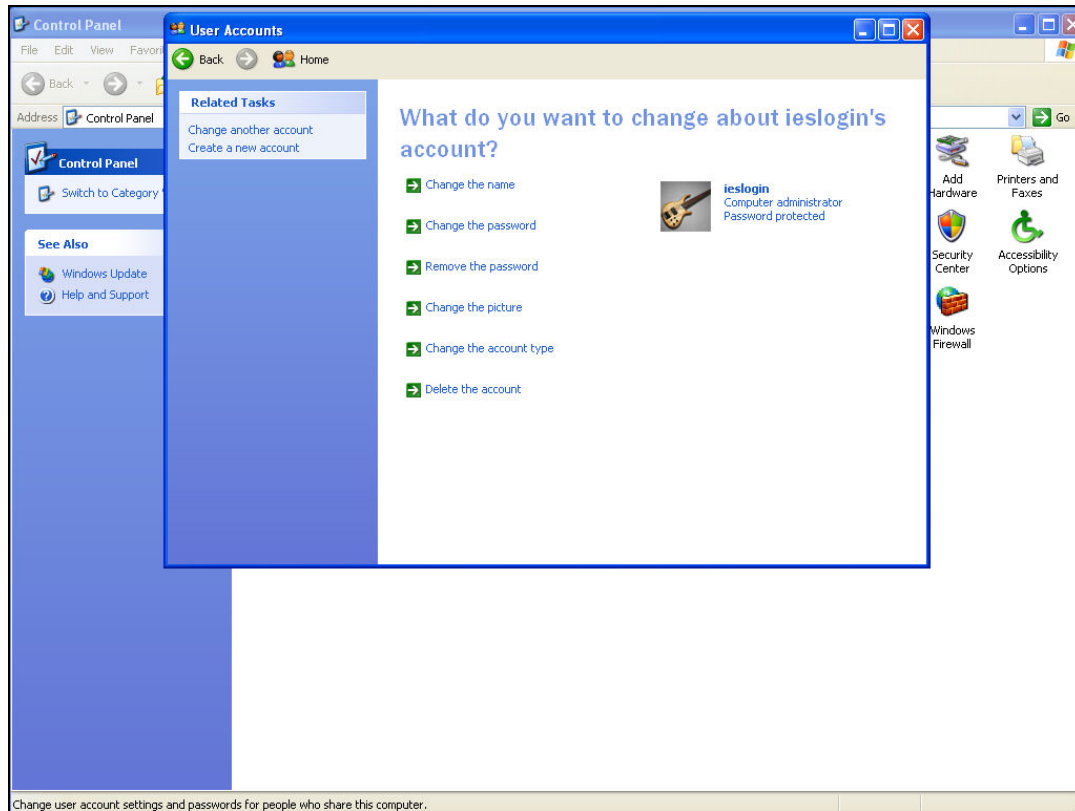 Control Panel
File Edit View Favori
Back
Address Control Panel
Go
Control Panel
Switch to Category
See Also
Windows Update
Help and Support
User Accounts
Back Home
Related Tasks
Change another account
Create a new account
What do you want to change about ieslogin's
account?
Change the name
Change the password
Remove the password
Change the picture
Change the account type
Delete the account
ieslogin
Computer administrator
Password protected
Add
Hardware
Printers and
Faxes
Security
Center
Accessibility
Options
Windows
Firewall
Change user account settings and passwords for people who share this computer.